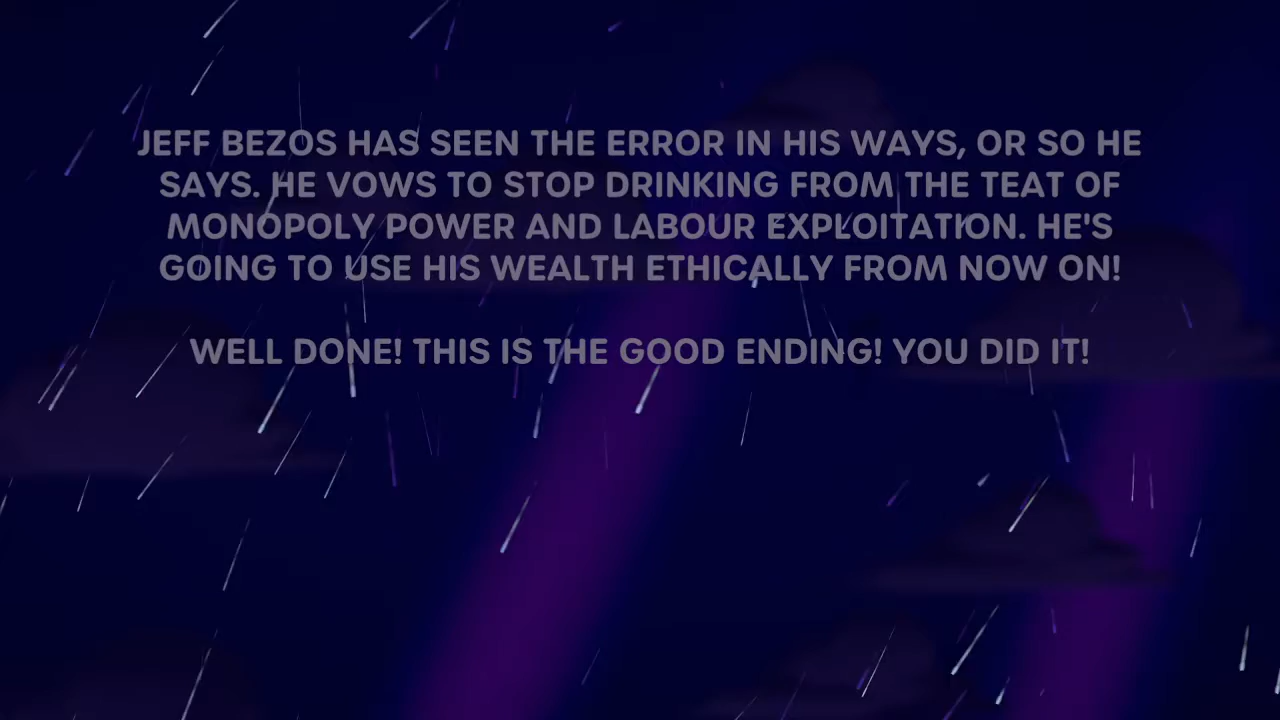 JEFF BEZOS HAS SEEN THE ERROR IN HIS WAYS, OR SO HE
SAYS. HE VOWS TO STOP DRINKING FROM THE TEAT OF
MONOPOLY POWER AND LABOUR EXPLOITATION. HE'S
GOING TO USE HIS WEALTH ETHICALLY FROM NOW ON!
WELL DONE! THIS IS THE GOOD ENDING! YOU DID IT!